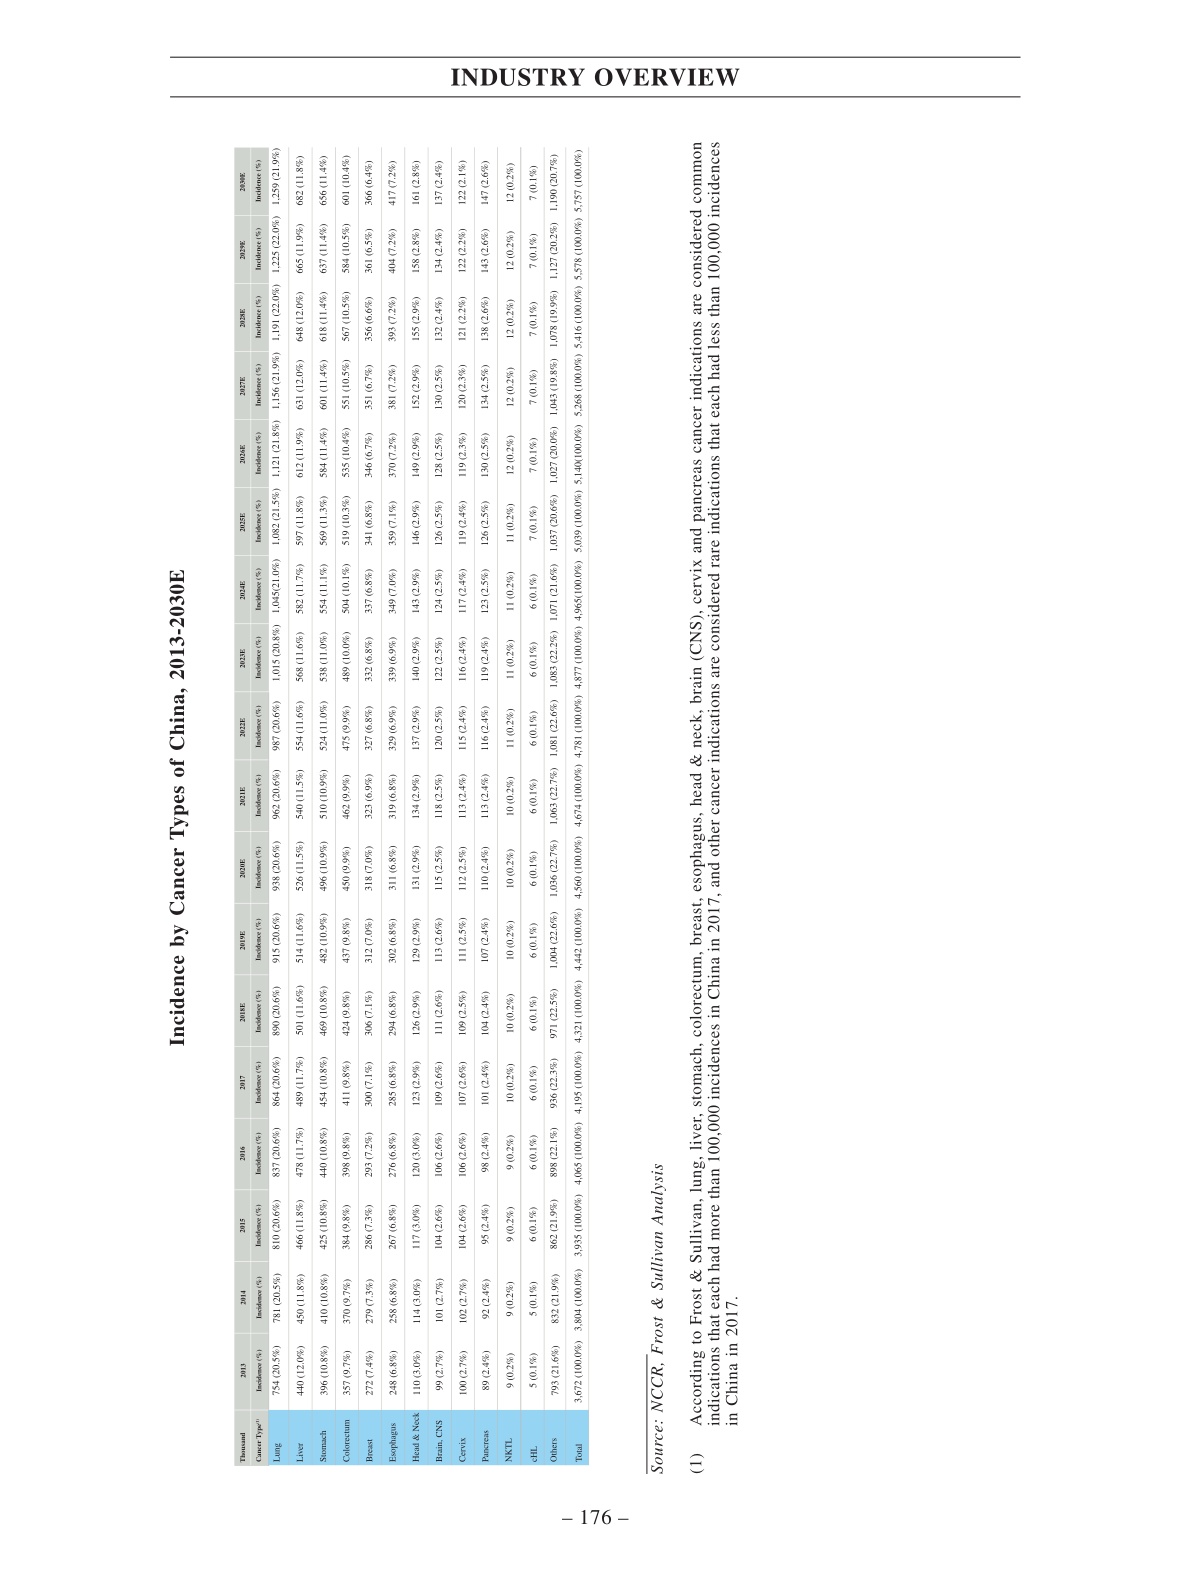 INDUSTRY OVERVIEW
Incidence by Cancer Types of China, 2013-2030E
Thousand 2013 2014 2015 2016 2017 2018E 2019E 2020E 2021E 2022E 2023E 2024E 2025E 2026E 2027E 2028E 2029E 2030E
Cancer Type(1) Incidence (%) Incidence (%) Incidence (%) Incidence (%) Incidence (%) Incidence (%) Incidence (%) Incidence (%) Incidence (%) Incidence (%) Incidence (%) Incidence (%) Incidence (%) Incidence (%) Incidence (%) Incidence (%) Incidence (%) Incidence (%)
Lung 754 (20.5%) 781 (20.5%) 810 (20.6%) 837 (20.6%) 864 (20.6%) 890 (20.6%) 915 (20.6%) 938 (20.6%) 962 (20.6%) 987 (20.6%) 1,015 (20.8%) 1,045(21.0%) 1,082 (21.5%) 1,121 (21.8%) 1,156 (21.9%) 1,191 (22.0%) 1,225 (22.0%) 1,259 (21.9%)
Liver 440 (12.0%) 450 (11.8%) 466 (11.8%) 478 (11.7%) 489 (11.7%) 501 (11.6%) 514 (11.6%) 526 (11.5%) 540 (11.5%) 554 (11.6%) 568 (11.6%) 582 (11.7%) 597 (11.8%) 612 (11.9%) 631 (12.0%) 648 (12.0%) 665 (11.9%) 682 (11.8%)
Stomach 396 (10.8%) 410 (10.8%) 425 (10.8%) 440 (10.8%) 454 (10.8%) 469 (10.8%) 482 (10.9%) 496 (10.9%) 510 (10.9%) 524 (11.0%) 538 (11.0%) 554 (11.1%) 569 (11.3%) 584 (11.4%) 601 (11.4%) 618 (11.4%) 637 (11.4%) 656 (11.4%)
Colorectum 357 (9.7%) 370 (9.7%) 384 (9.8%) 398 (9.8%) 411 (9.8%) 424 (9.8%) 437 (9.8%) 450 (9.9%) 462 (9.9%) 475 (9.9%) 489 (10.0%) 504 (10.1%) 519 (10.3%) 535 (10.4%) 551 (10.5%) 567 (10.5%) 584 (10.5%) 601 (10.4%)
Breast 272 (7.4%) 279 (7.3%) 286 (7.3%) 293 (7.2%) 300 (7.1%) 306 (7.1%) 312 (7.0%) 318 (7.0%) 323 (6.9%) 327 (6.8%) 332 (6.8%) 337 (6.8%) 341 (6.8%) 346 (6.7%) 351 (6.7%) 356 (6.6%) 361 (6.5%) 366 (6.4%)
Esophagus 248 (6.8%) 258 (6.8%) 267 (6.8%) 276 (6.8%) 285 (6.8%) 294 (6.8%) 302 (6.8%) 311 (6.8%) 319 (6.8%) 329 (6.9%) 339 (6.9%) 349 (7.0%) 359 (7.1%) 370 (7.2%) 381 (7.2%) 393 (7.2%) 404 (7.2%) 417 (7.2%)
Head & Neck 110 (3.0%) 114 (3.0%) 117 (3.0%) 120 (3.0%) 123 (2.9%) 126 (2.9%) 129 (2.9%) 131 (2.9%) 134 (2.9%) 137 (2.9%) 140 (2.9%) 143 (2.9%) 146 (2.9%) 149 (2.9%) 152 (2.9%) 155 (2.9%) 158 (2.8%) 161 (2.8%)
Brain, CNS 99 (2.7%) 101 (2.7%) 104 (2.6%) 106 (2.6%) 109 (2.6%) 111 (2.6%) 113 (2.6%) 115 (2.5%) 118 (2.5%) 120 (2.5%) 122 (2.5%) 124 (2.5%) 126 (2.5%) 128 (2.5%) 130 (2.5%) 132 (2.4%) 134 (2.4%) 137 (2.4%)
Cervix 100 (2.7%) 102 (2.7%) 104 (2.6%) 106 (2.6%) 107 (2.6%) 109 (2.5%) 111 (2.5%) 112 (2.5%) 113 (2.4%) 115 (2.4%) 116 (2.4%) 117 (2.4%) 119 (2.4%) 119 (2.3%) 120 (2.3%) 121 (2.2%) 122 (2.2%) 122 (2.1%)
Pancreas 89 (2.4%) 92 (2.4%) 95 (2.4%) 98 (2.4%) 101 (2.4%) 104 (2.4%) 107 (2.4%) 110 (2.4%) 113 (2.4%) 116 (2.4%) 119 (2.4%) 123 (2.5%) 126 (2.5%) 130 (2.5%) 134 (2.5%) 138 (2.6%) 143 (2.6%) 147 (2.6%)
NKTL 9 (0.2%) 9 (0.2%) 9 (0.2%) 9 (0.2%) 10 (0.2%) 10 (0.2%) 10 (0.2%) 10 (0.2%) 10 (0.2%) 11 (0.2%) 11 (0.2%) 11 (0.2%) 11 (0.2%) 12 (0.2%) 12 (0.2%) 12 (0.2%) 12 (0.2%) 12 (0.2%)
cHL 5 (0.1%) 5 (0.1%) 6 (0.1%) 6 (0.1%) 6 (0.1%) 6 (0.1%) 6 (0.1%) 6 (0.1%) 6 (0.1%) 6 (0.1%) 6 (0.1%) 6 (0.1%) 7 (0.1%) 7 (0.1%) 7 (0.1%) 7 (0.1%) 7 (0.1%) 7 (0.1%)
Others 793 (21.6%) 832 (21.9%) 862 (21.9%) 898 (22.1%) 936 (22.3%) 971 (22.5%) 1,004 (22.6%) 1,036 (22.7%) 1,063 (22.7%) 1,081 (22.6%) 1,083 (22.2%) 1,071 (21.6%) 1,037 (20.6%) 1,027 (20.0%) 1,043 (19.8%) 1,078 (19.9%) 1,127 (20.2%) 1,190 (20.7%)
Total 3,672 (100.0%) 3,804 (100.0%) 3,935 (100.0%) 4,065 (100.0%) 4,195 (100.0%) 4,321 (100.0%) 4,442 (100.0%) 4,560 (100.0%) 4,674 (100.0%) 4,781 (100.0%) 4,877 (100.0%) 4,965(100.0%) 5,039 (100.0%) 5,140(100.0%) 5,268 (100.0%) 5,416 (100.0%) 5,578 (100.0%) 5,757 (100.0%)
Source: NCCR, Frost & Sullivan Analysis
(1) According to Frost & Sullivan, lung, liver, stomach, colorectum, breast, esophagus, head & neck, brain (CNS), cervix and pancreas cancer indications are considered common
indications that each had more than 100,000 incidences in China in 2017, and other cancer indications are considered rare indications that each had less than 100,000 incidences
in China in 2017.
– 176 –